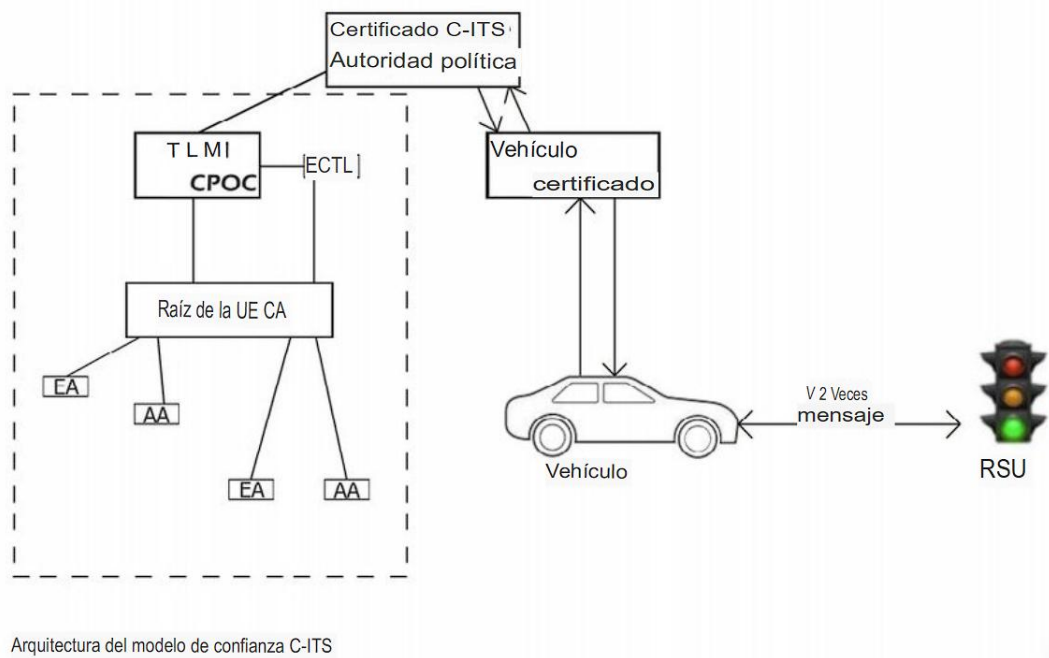 Certificado C-ITS
Autoridad política
T L M I
CPOC
[ECTL]
Vehículo
certificado
Raíz de la UE CA
EA
AA
EA
AA
V 2 Veces
mensaje
Vehículo
RSU
Arquitectura del modelo de confianza C-ITS